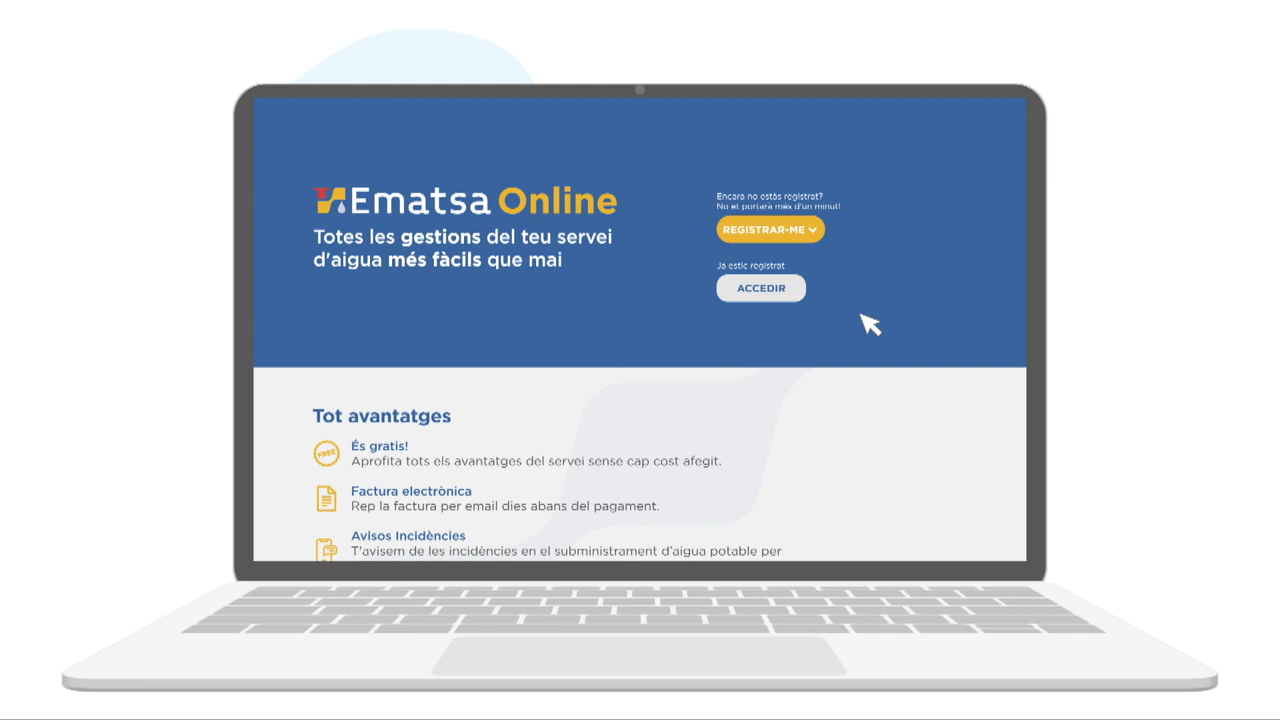 Ematsa Online
Totes les gestions del teu servei
d'aigua més fàcils que mai
Encara no estàs registrat?
No et portarà més d'un minut!
REGISTRAR-ME
Ja estic registrat
ACCEDIR
Tot avantatges
FREE
És gratis!
Aprofita tots els avantatges del servei sense cap cost afegit.
Factura electrònica
Rep la factura per email dies abans del pagament.
Avisos Incidències
T'avisem de les incidències en el subministrament d'aigua potable per